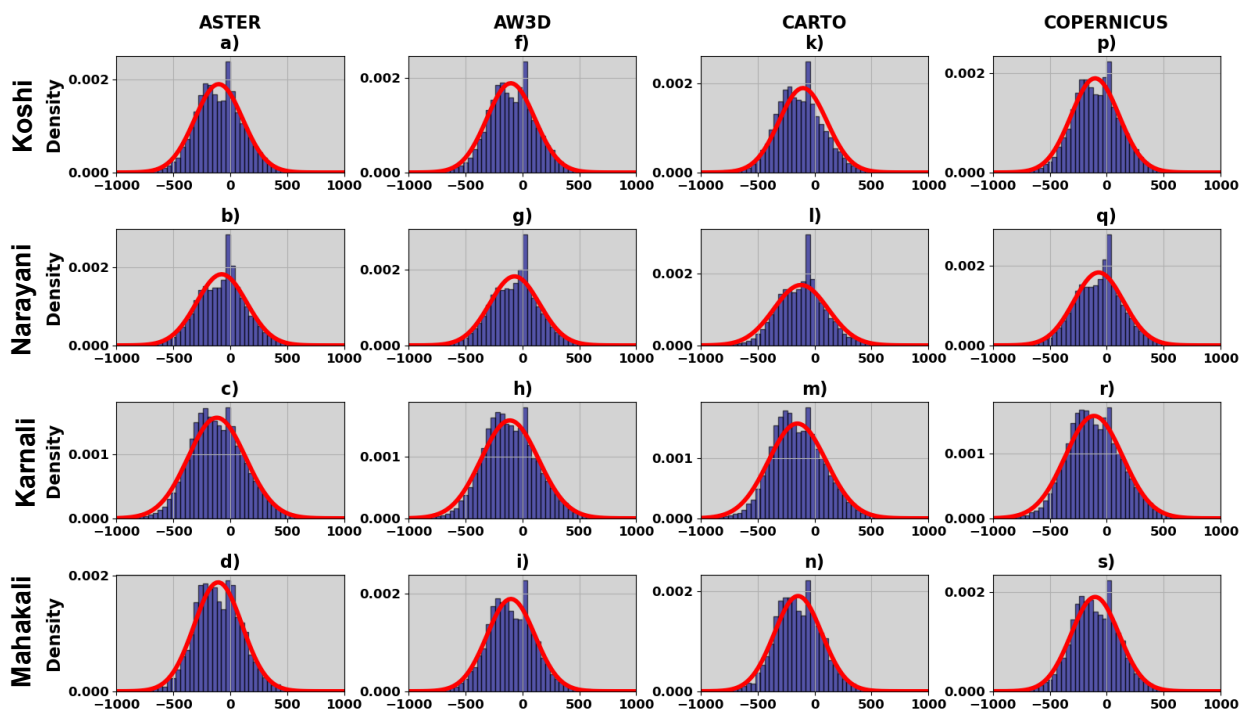 ASTER AW3D CARTO COPERNICUS
a) f) k) p)
Koshi
Density
0.002 0.002 0.002 0.002
0.000 0.000 0.000 0.000
−1000 −500 0 500 1000 −1000 −500 0 500 1000 −1000 −500 0 500 1000 −1000 −500 0 500 1000
b) g) l) q)
Narayani
Density
0.002 0.002 0.002 0.002
0.000 0.000 0.000 0.000
−1000 −500 0 500 1000 −1000 −500 0 500 1000 −1000 −500 0 500 1000 −1000 −500 0 500 1000
c) h) m) r)
Karnali
Density
0.001 0.001 0.001 0.001
0.000 0.000 0.000 0.000
−1000 −500 0 500 1000 −1000 −500 0 500 1000 −1000 −500 0 500 1000 −1000 −500 0 500 1000
d) i) n) s)
Mahakali
Density
0.002 0.002 0.002 0.002
0.000 0.000 0.000 0.000
−1000 −500 0 500 1000 −1000 −500 0 500 1000 −1000 −500 0 500 1000 −1000 −500 0 500 1000